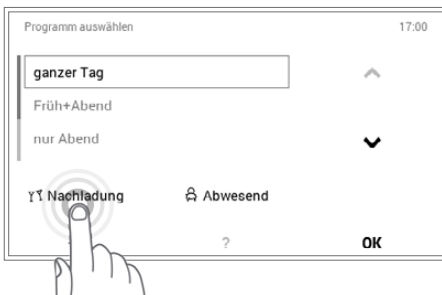 Programm auswählen 17:00
ganzer Tag
Früh+Abend
nur Abend
Nachladung Abwesend
? OK